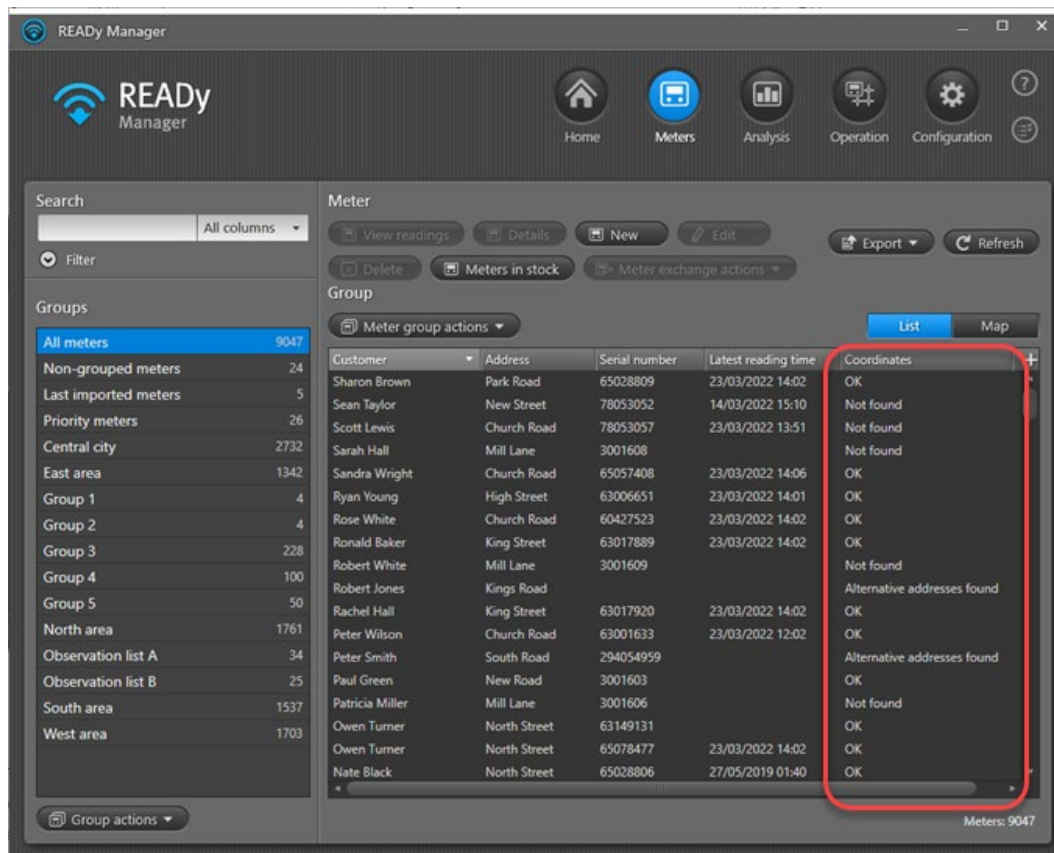 READy Manager
READy
Manager
Home Meters Analysis Operation Configuration
?
Search
All columns
Filter
Groups
All meters 9047
Non-grouped meters 24
Last imported meters 5
Priority meters 26
Central city 2732
East area 1342
Group 1 4
Group 2 4
Group 3 228
Group 4 100
Group 5 50
North area 1761
Observation list A 34
Observation list B 25
South area 1537
West area 1703
Group actions
Meter
View readings Details New Edit
Export Refresh
Delete Meters in stock Meter exchange actions
Group
Meter group actions
List Map
Customer Address Serial number Latest reading time Coordinates +
Sharon Brown Park Road 65028809 23/03/2022 14:02 OK
Sean Taylor New Street 78053052 14/03/2022 15:10 Not found
Scott Lewis Church Road 78053057 23/03/2022 13:51 Not found
Sarah Hall Mill Lane 3001608 Not found
Sandra Wright Church Road 65057408 23/03/2022 14:06 OK
Ryan Young High Street 63006651 23/03/2022 14:01 OK
Rose White Church Road 60427523 23/03/2022 14:02 OK
Ronald Baker King Street 63017889 23/03/2022 14:02 OK
Robert White Mill Lane 3001609 Not found
Robert Jones Kings Road Alternative addresses found
Rachel Hall King Street 63017920 23/03/2022 14:02 OK
Peter Wilson Church Road 63001633 23/03/2022 12:02 OK
Peter Smith South Road 294054959 Alternative addresses found
Paul Green New Road 3001603 OK
Patricia Miller Mill Lane 3001606 Not found
Owen Turner North Street 63149131 OK
Owen Turner North Street 65078477 23/03/2022 14:02 OK
Nate Black North Street 65028806 27/05/2019 01:40 OK
Meters: 9047